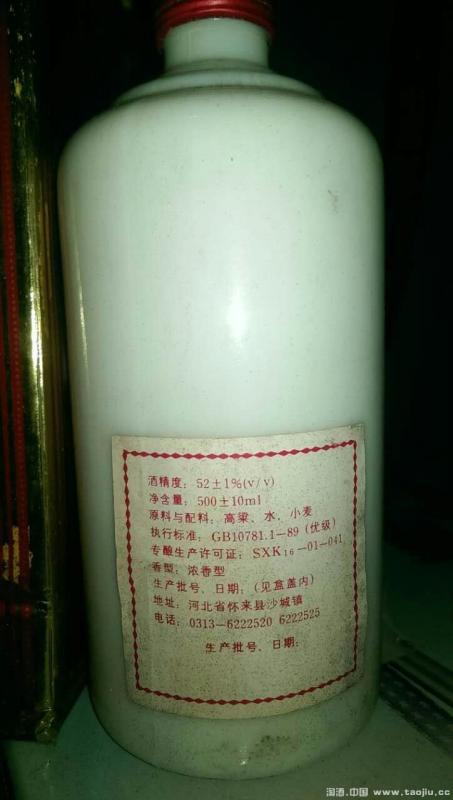 酒精度：52±1%(v/v)
净含量：500±10ml
原料与配料：高粱、水、小麦
执行标准：GB10781.1-89（优级）
专酿生产许可证：SXK16-01-041
香型：浓香型
生产批号、日期：（见盒盖内）
地址：河北省怀来县沙城镇
电话：0313-6222520 6222525
生产批号、日期：
淘酒.中国 www.taojiu.cc